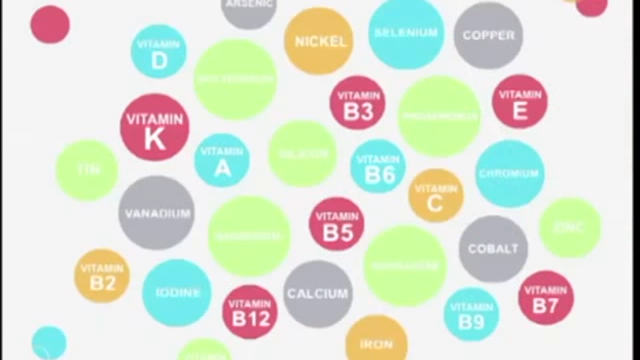 ARSENIC
NICKEL
SELENIUM
COPPER
VITAMIN
D
VITAMIN
B3
VITAMIN
E
VITAMIN
K
VITAMIN
A
SILICON
VITAMIN
B6
CHROMIUM
TIN
VITAMIN
C
VANADIUM
VITAMIN
B5
ZINC
COBALT
VITAMIN
B2
IODINE
VITAMIN
B12
CALCIUM
VITAMIN
B9
VITAMIN
B7
IRON